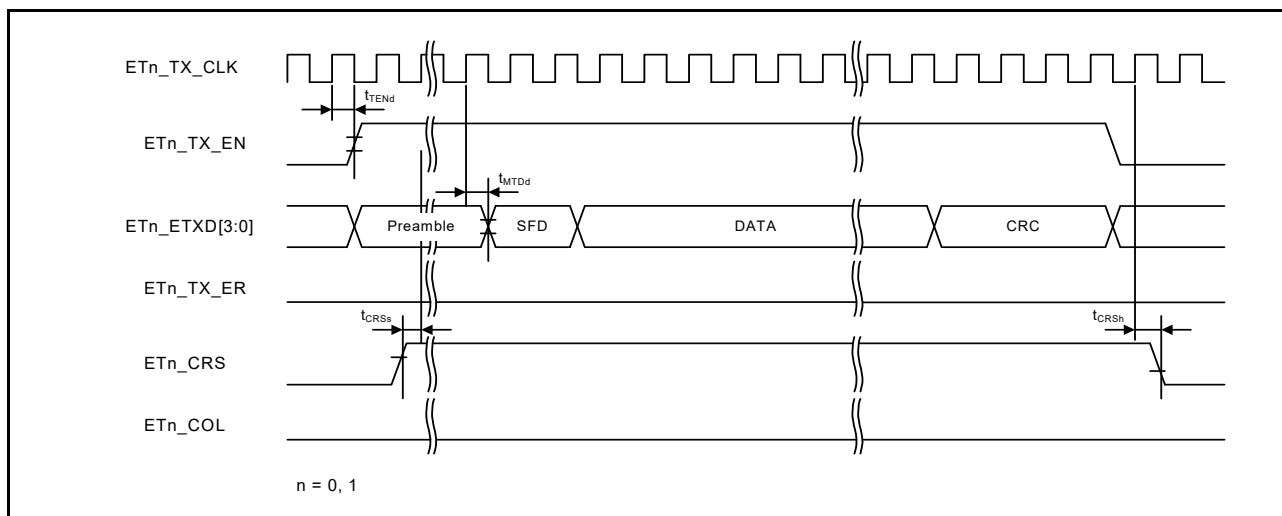 ETn_TX_CLK
tTENd
ETn_TX_EN
tMTDd
ETn_ETXD[3:0]
Preamble
SFD
DATA
CRC
ETn_TX_ER
tCRSs
tCRSh
ETn_CRS
ETn_COL
n = 0, 1